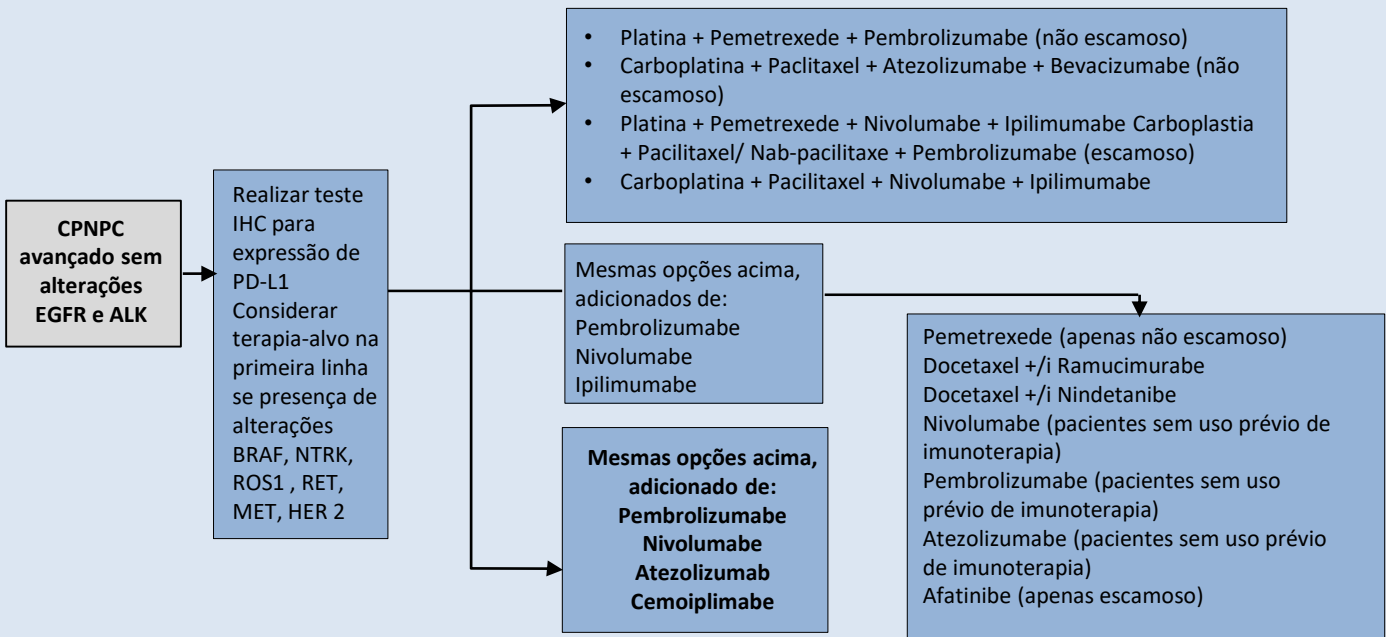 CPNPC
avançado sem
alterações
EGFR e ALK
Realizar teste
IHC para
expressão de
PD-L1
Considerar
terapia-alvo na
primeira linha
se presença de
alterações
BRAF, NTRK,
ROS1 , RET,
MET, HER 2
• Platina + Pemetrexede + Pembrolizumabe (não escamoso)
• Carboplatina + Paclitaxel + Atezolizumabe + Bevacizumabe (não
escamoso)
• Platina + Pemetrexede + Nivolumabe + Ipilimumabe Carboplastia
+ Pacilitaxel/ Nab-pacilitaxe + Pembrolizumabe (escamoso)
• Carboplatina + Pacilitaxel + Nivolumabe + Ipilimumabe
Mesmas opções acima,
adicionados de:
Pembrolizumabe
Nivolumabe
Ipilimumabe
Mesmas opções acima,
adicionado de:
Pembrolizumabe
Nivolumabe
Atezolizumab
Cemoiplimabe
Pemetrexede (apenas não escamoso)
Docetaxel +/i Ramucimurabe
Docetaxel +/i Nindetanibe
Nivolumabe (pacientes sem uso prévio de
imunoterapia)
Pembrolizumabe (pacientes sem uso
prévio de imunoterapia)
Atezolizumabe (pacientes sem uso prévio
de imunoterapia)
Afatinibe (apenas escamoso)